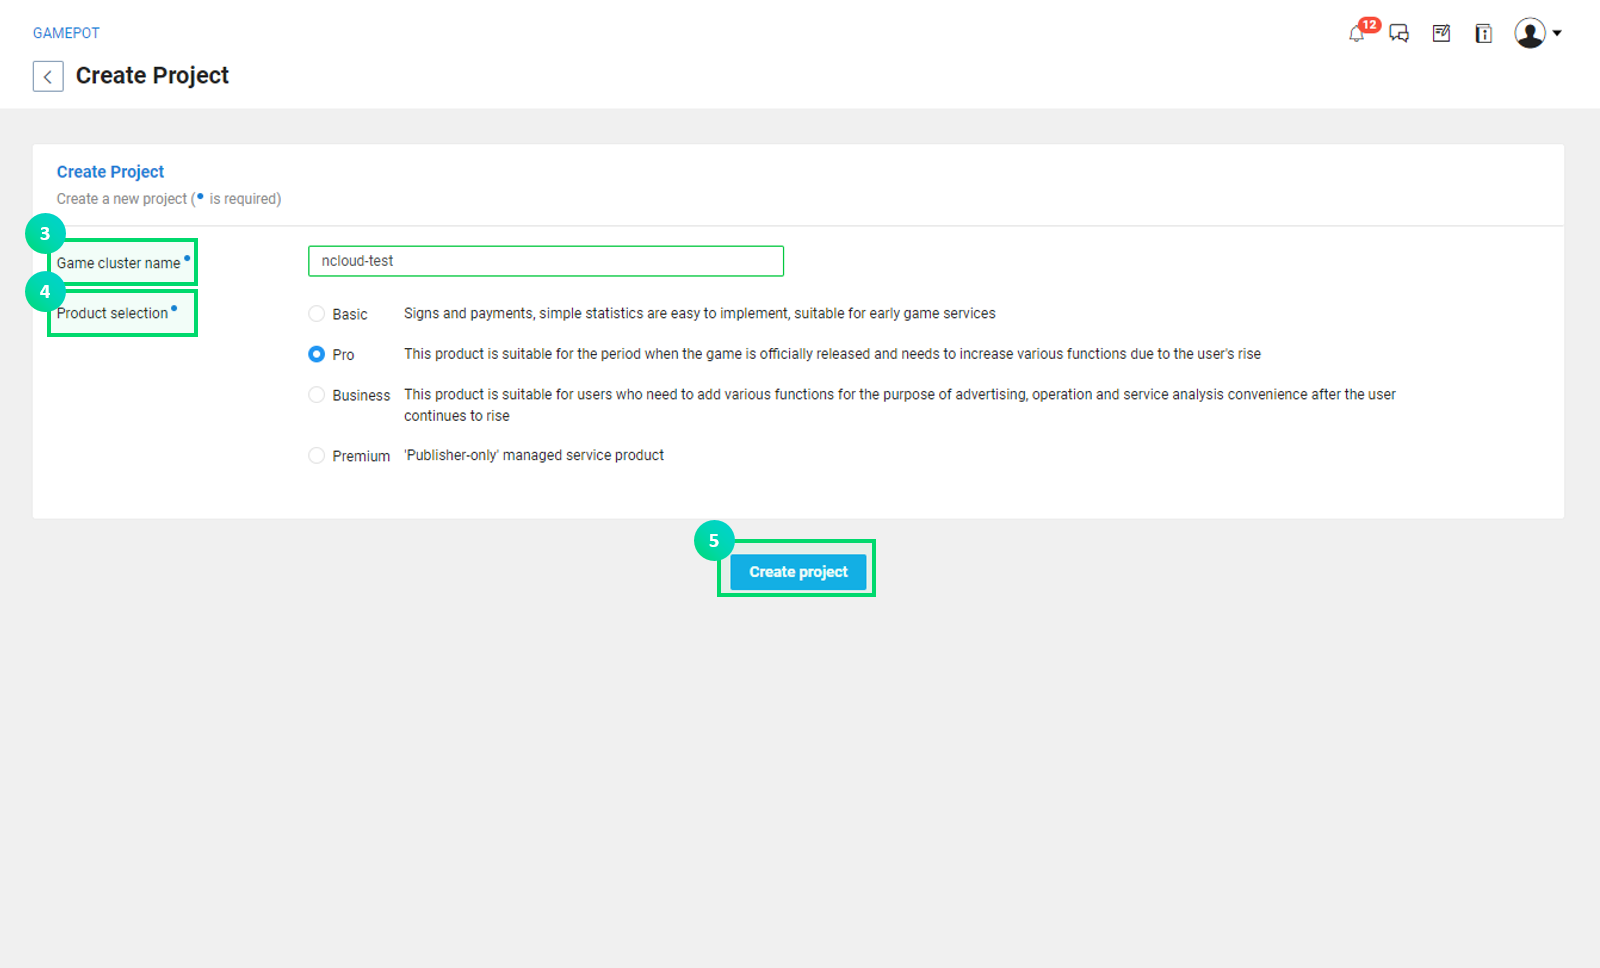 GAMEPOT
12
Create Project
Create Project
Create a new project (• is required)
3
Game cluster name •
ncloud-test
4
Product selection •
Basic Signs and payments, simple statistics are easy to implement, suitable for early game services
Pro This product is suitable for the period when the game is officially released and needs to increase various functions due to the user's rise
Business This product is suitable for users who need to add various functions for the purpose of advertising, operation and service analysis convenience after the user
continues to rise
Premium 'Publisher-only' managed service product
5
Create project